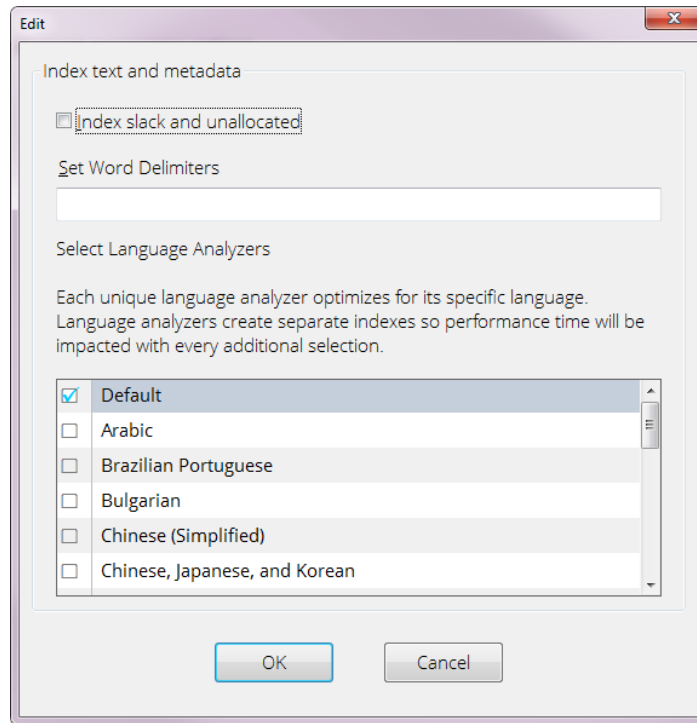 Edit
Index text and metadata
Index slack and unallocated
Set Word Delimiters
Select Language Analyzers
Each unique language analyzer optimizes for its specific language.
Language analyzers create separate indexes so performance time will be
impacted with every additional selection.
Default
Arabic
Brazilian Portuguese
Bulgarian
Chinese (Simplified)
Chinese, Japanese, and Korean
OK
Cancel